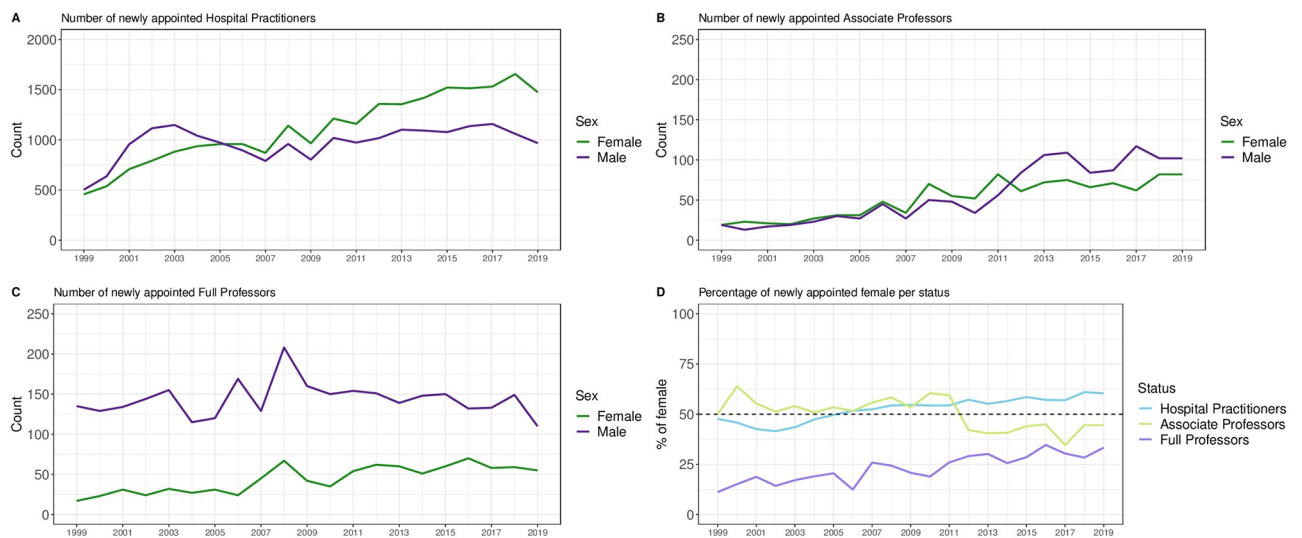 A
Number of newly appointed Hospital Practitioners
2000
1500
1000
500
0
Count
1999 2001 2003 2005 2007 2009 2011 2013 2015 2017 2019
Sex
Female
Male
B
Number of newly appointed Associate Professors
250
200
150
100
50
0
Count
1999 2001 2003 2005 2007 2009 2011 2013 2015 2017 2019
Sex
Female
Male
C
Number of newly appointed Full Professors
250
200
150
100
50
0
Count
1999 2001 2003 2005 2007 2009 2011 2013 2015 2017 2019
Sex
Female
Male
D
Percentage of newly appointed female per status
100
75
50
25
0
% of female
1999 2001 2003 2005 2007 2009 2011 2013 2015 2017 2019
Status
Hospital Practitioners
Associate Professors
Full Professors